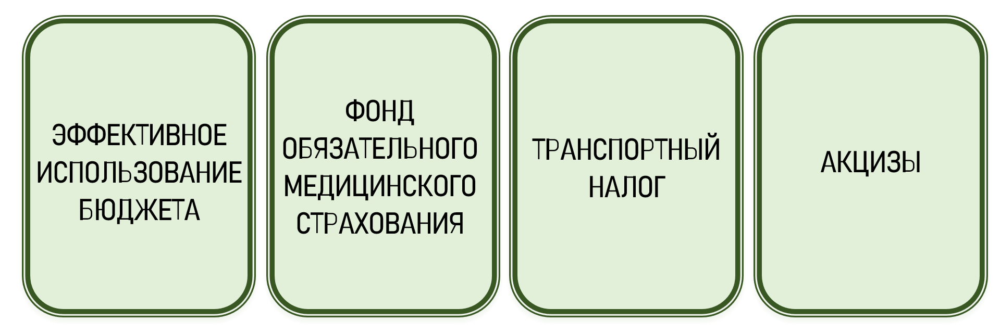 ЭФФЕКТИВНОЕ
ИСПОЛЬЗОВАНИЕ
БЮДЖЕТА
ФОНД
ОБЯЗАТЕЛЬНОГО
МЕДИЦИНСКОГО
СТРАХОВАНИЯ
ТРАНСПОРТНЫЙ
НАЛОГ
АКЦИЗЫ